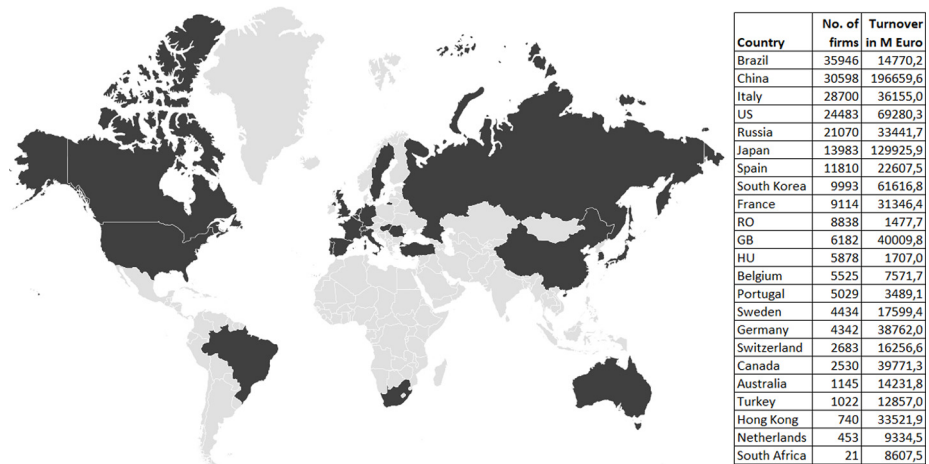 Country No. of firms Turnover in M Euro
Brazil 35946 14770,2
China 30598 196659,6
Italy 28700 36155,0
US 24483 69280,3
Russia 21070 33441,7
Japan 13983 129925,9
Spain 11810 22607,5
South Korea 9993 61616,8
France 9114 31346,4
RO 8838 1477,7
GB 6182 40009,8
HU 5878 1707,0
Belgium 5525 7571,7
Portugal 5029 3489,1
Sweden 4434 17599,4
Germany 4342 38762,0
Switzerland 2683 16256,6
Canada 2530 39771,3
Australia 1145 14231,8
Turkey 1022 12857,0
Hong Kong 740 33521,9
Netherlands 453 9334,5
South Africa 21 8607,5